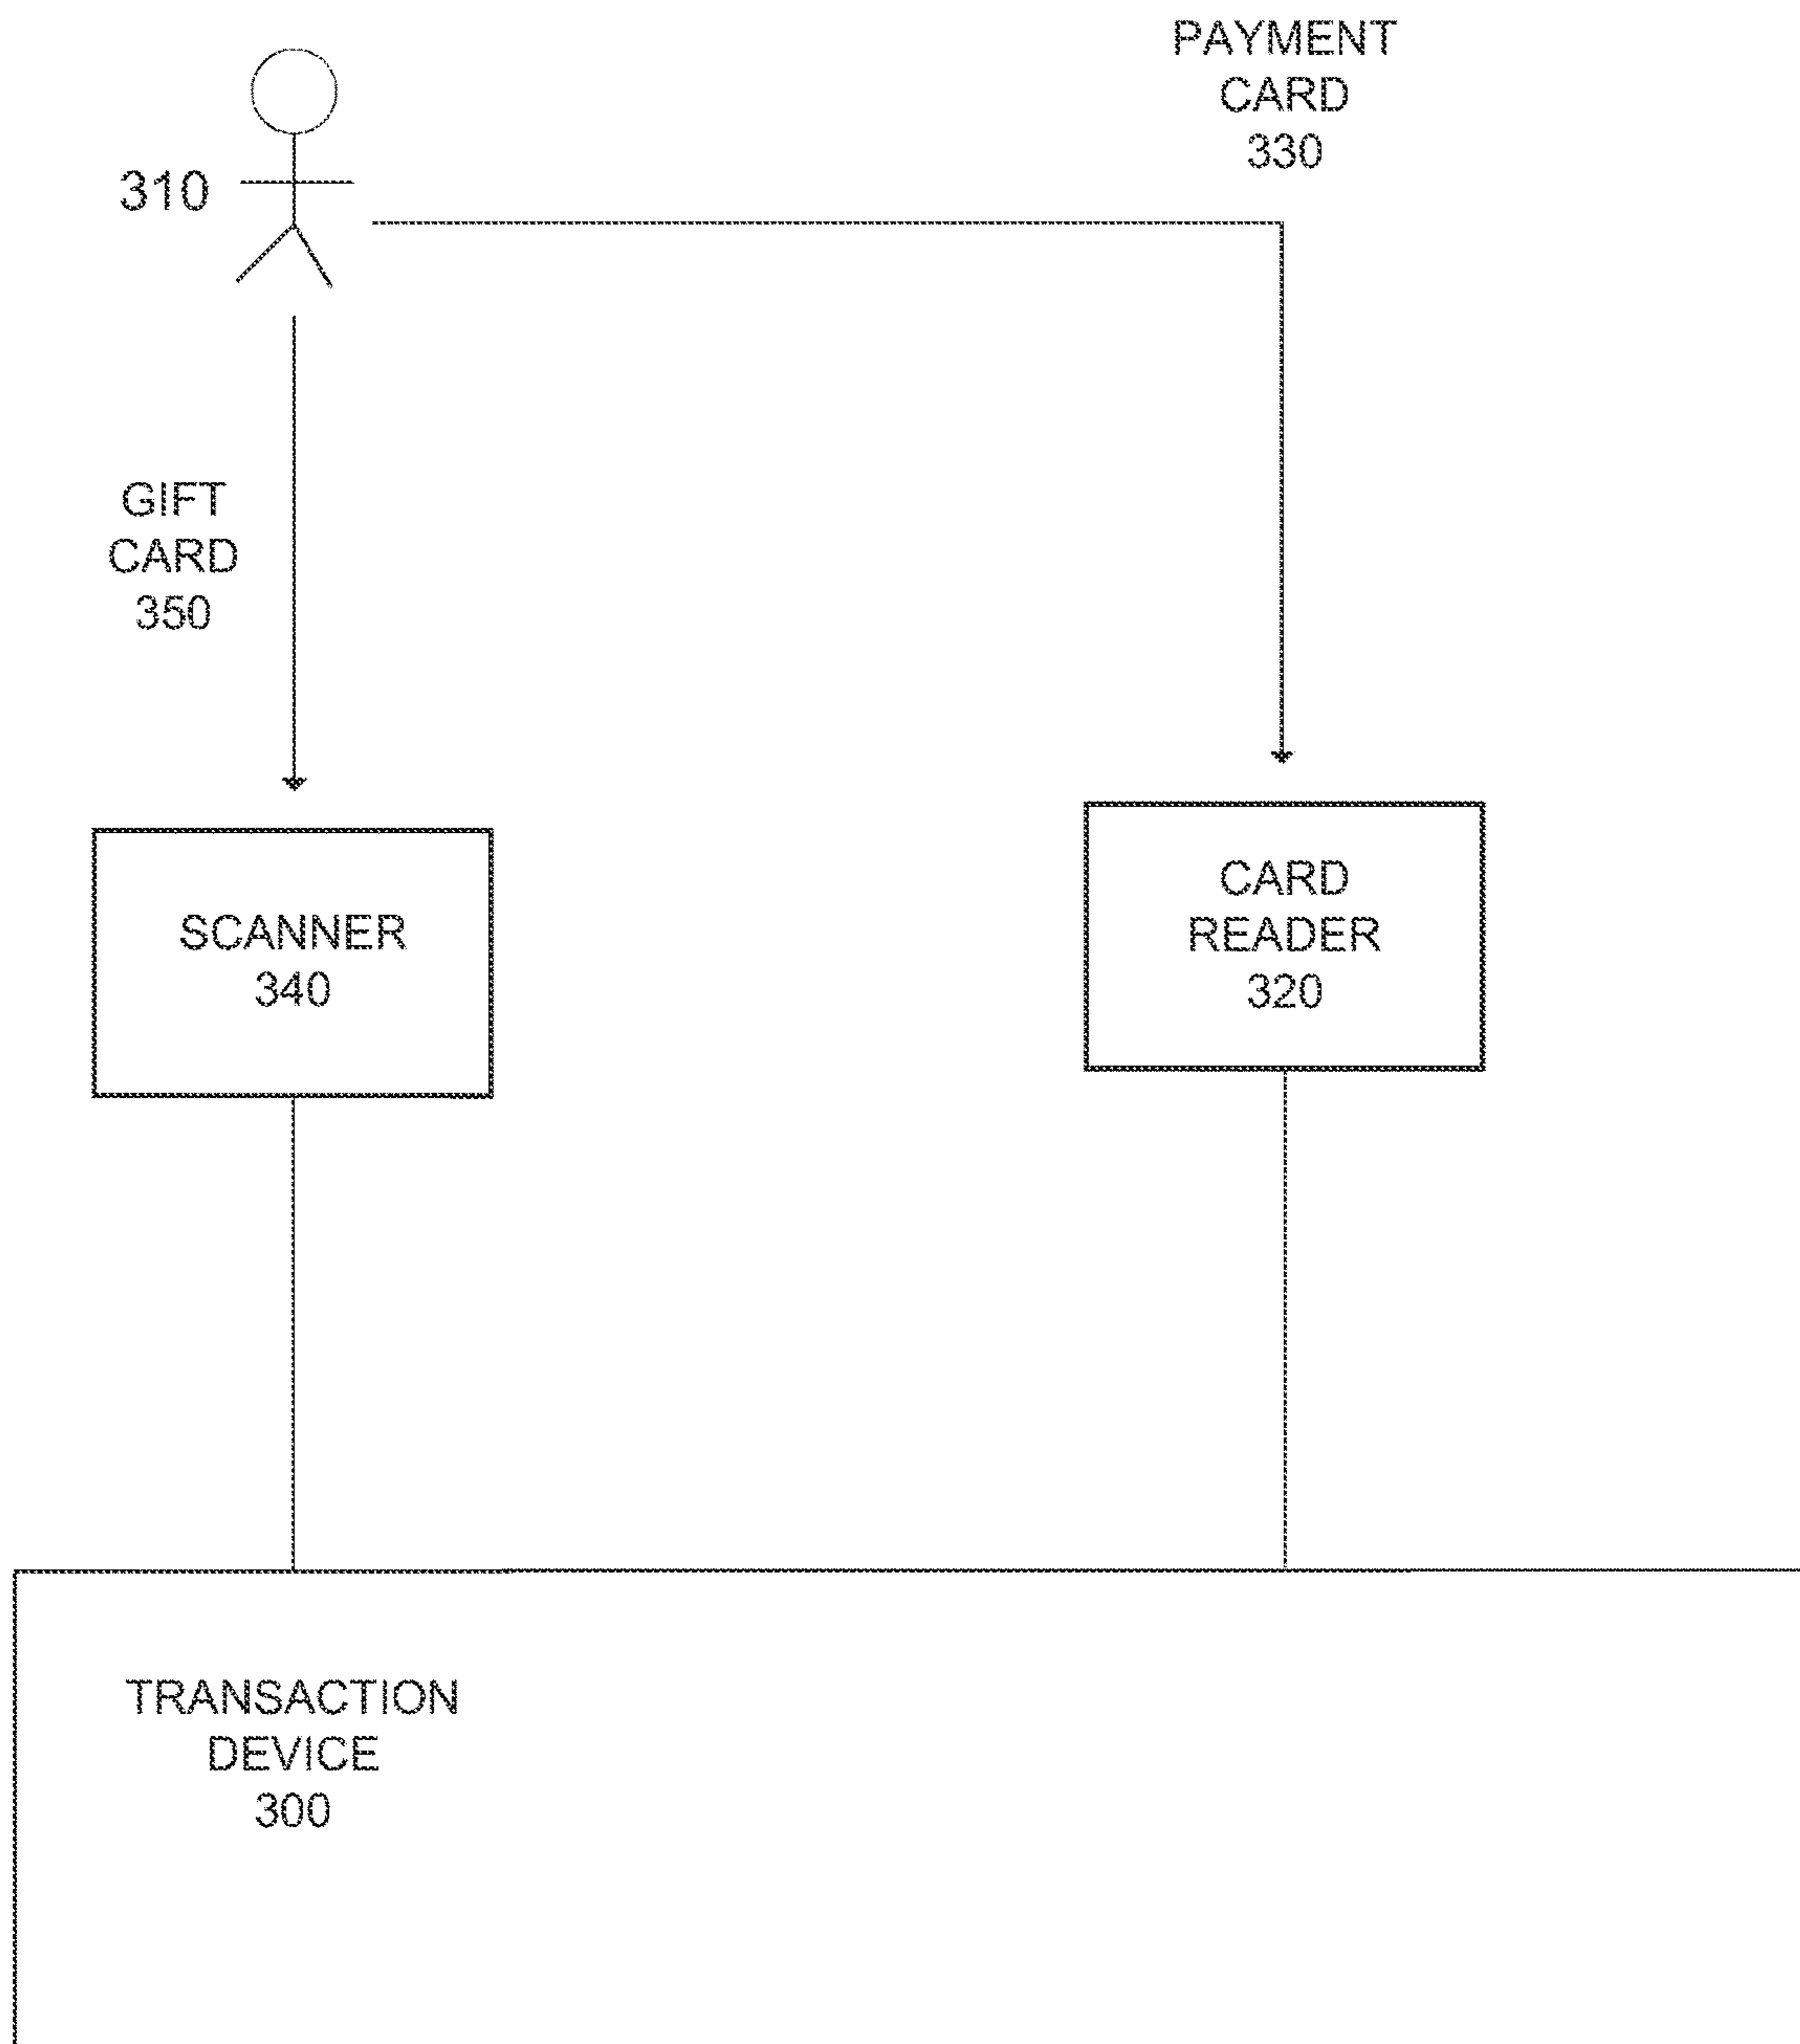 PAYMENT
CARD
330
310
GIFT
CARD
350
SCANNER
340
CARD
READER
320
TRANSACTION
DEVICE
300